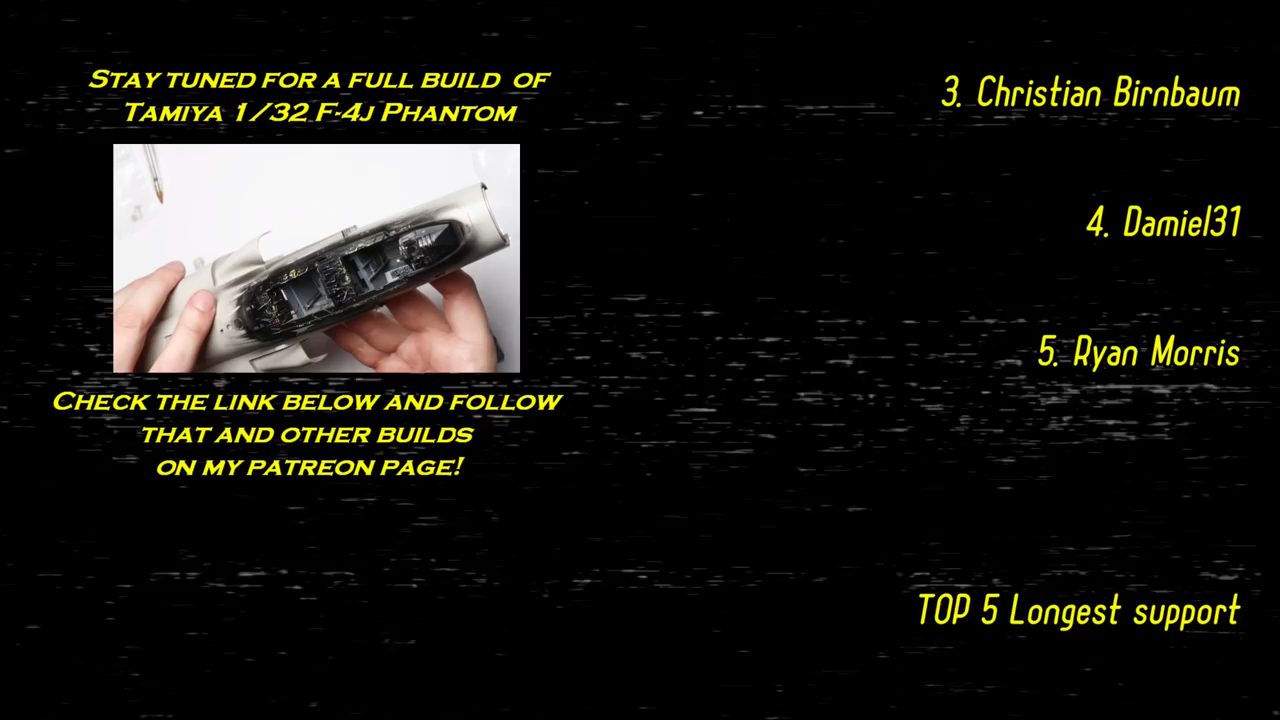 STAY TUNED FOR A FULL BUILD OF
TAMIYA 1/32 F-4J PHANTOM
CHECK THE LINK BELOW AND FOLLOW
THAT AND OTHER BUILDS
ON MY PATREON PAGE!
3. Christian Birnbaum
4. Damiel31
5. Ryan Morris
TOP 5 Longest support